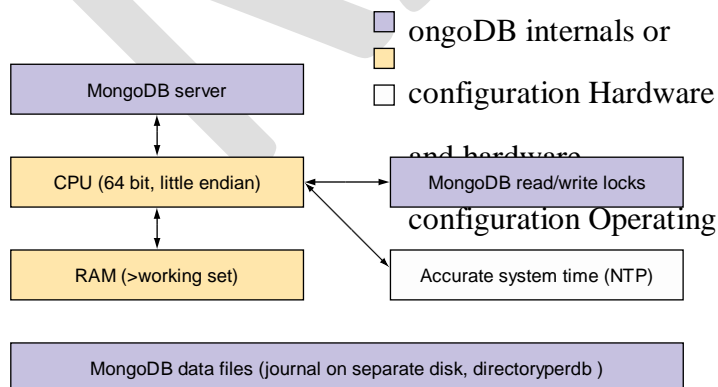 ongoDB internals or
configuration Hardware
and hardware
configuration Operating
MongoDB server
CPU (64 bit, little endian)
MongoDB read/write locks
RAM (>working set)
Accurate system time (NTP)
MongoDB data files (journal on separate disk, directoryperdb )